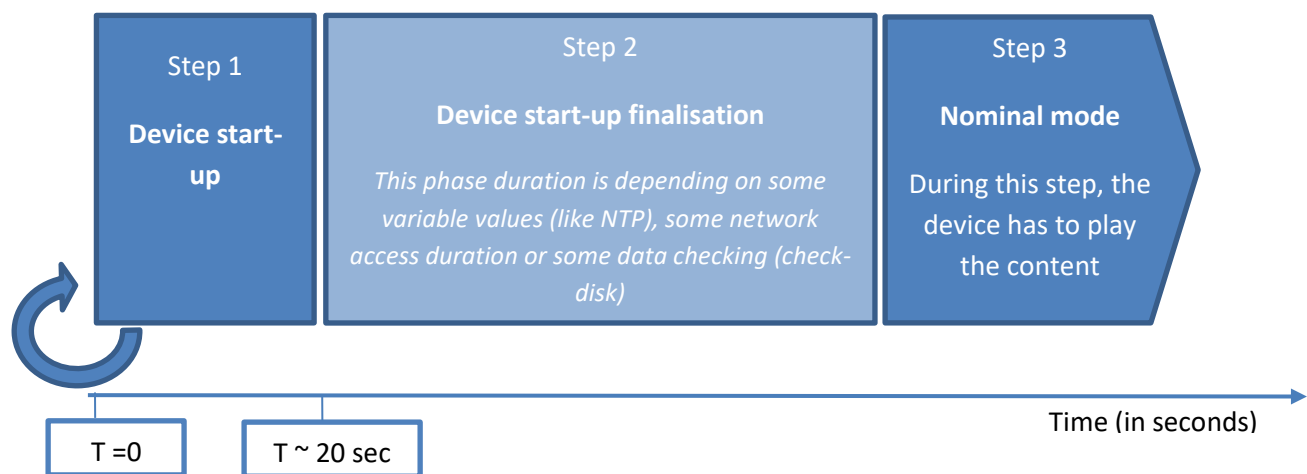 Step 1
Device start-
up
Step 2
Device start-up finalisation
This phase duration is depending on some
variable values (like NTP), some network
access duration or some data checking (check-
disk)
Step 3
Nominal mode
During this step, the
device has to play
the content
Time (in seconds)
T =0
T ~ 20 sec